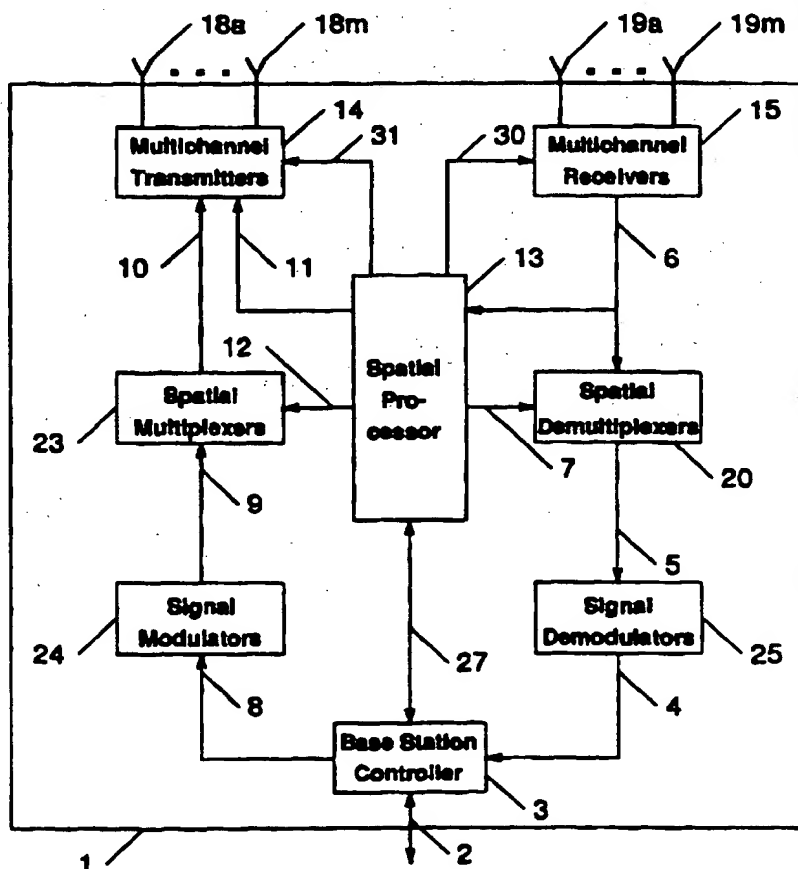 18a
18m
19a
19m
14
31
30
15
Multichannel
Transmitters
Multichannel
Receivers
10
11
13
6
12
Spatial
Pro-
cessor
Spatial
Multiplexers
Spatial
Demultiplexers
23
7
20
9
5
Signal
Modulators
Signal
Demodulators
24
8
27
25
4
Base Station
Controller
3
1
2